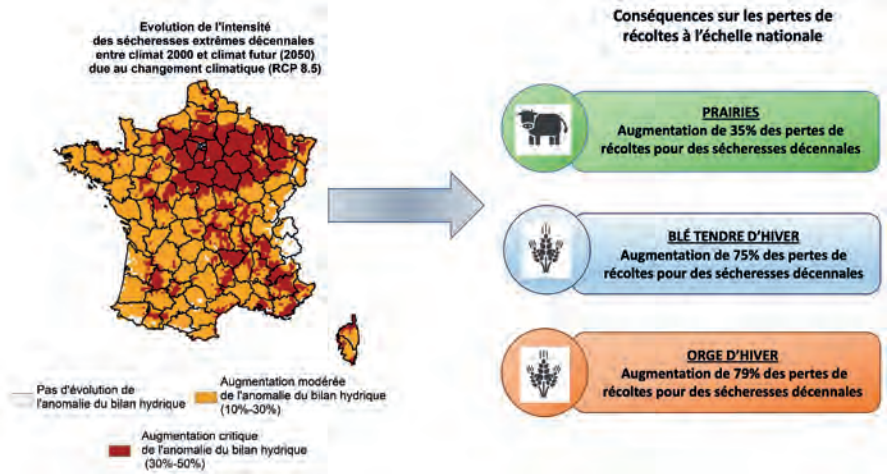 Evolution de l'intensité
des sécheresses extrêmes décennales
entre climat 2000 et climat futur (2050)
due au changement climatique (RCP 8.5)
Pas d'évolution de
l'anomalie du bilan hydrique
Augmentation modérée
de l'anomalie du bilan hydrique
(10%-30%)
Augmentation critique
de l'anomalie du bilan hydrique
(30%-50%)
Conséquences sur les pertes de
récoltes à l'échelle nationale
PRAIRIES
Augmentation de 35% des pertes de
récoltes pour des sécheresses décennales
BLÉ TENDRE D'HIVER
Augmentation de 75% des pertes de
récoltes pour des sécheresses décennales
ORGE D'HIVER
Augmentation de 79% des pertes de
récoltes pour des sécheresses décennales